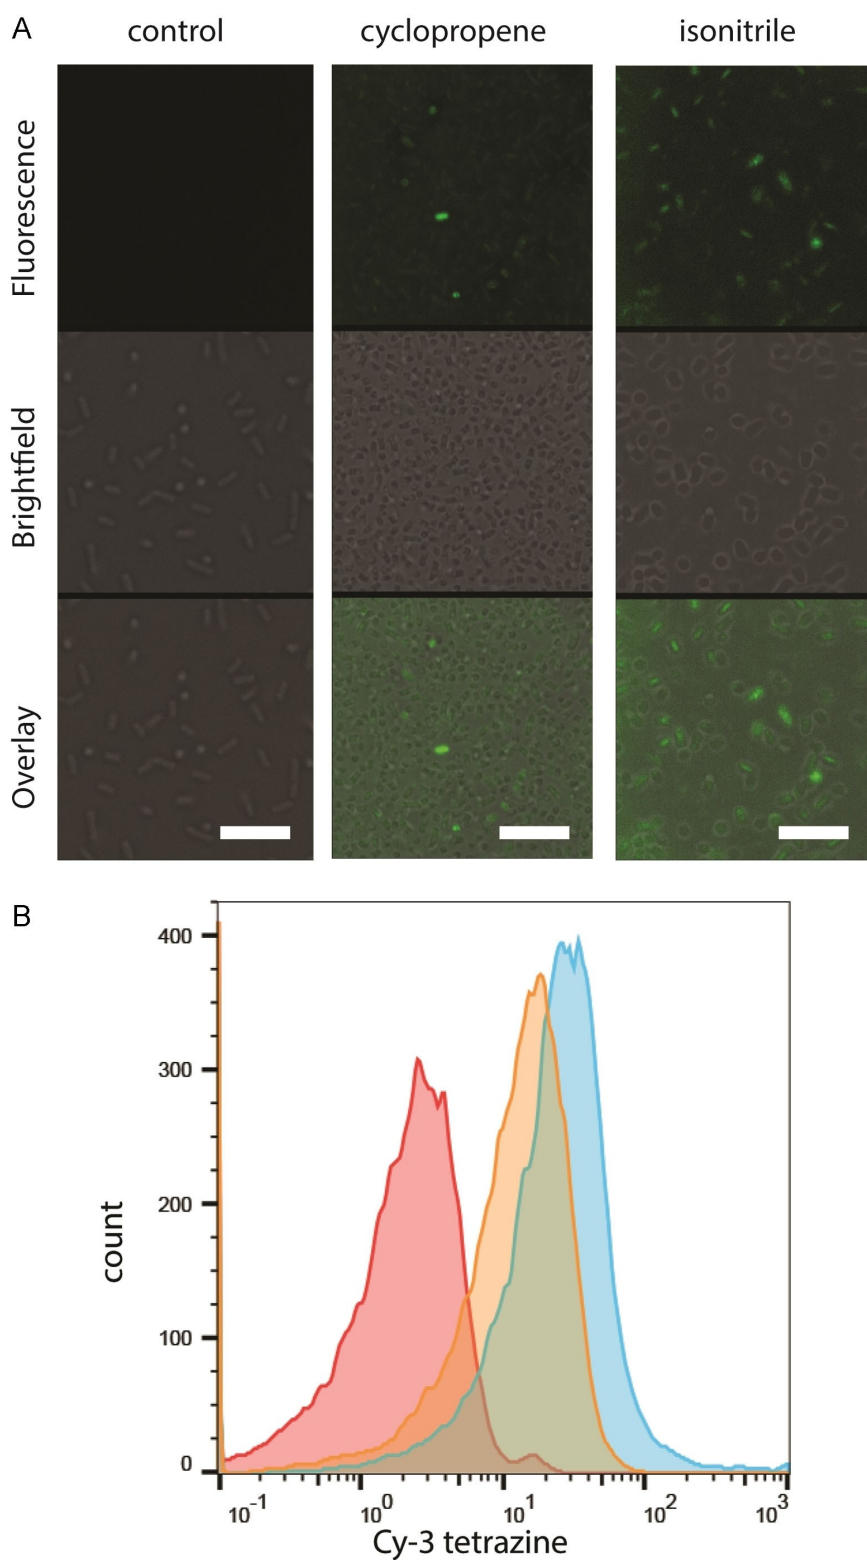 A
control cyclopropene isonitrile
Fluorescence
Brightfield
Overlay
B
400
300
200
100
0
count
10-1 100 101 102 103
Cy-3 tetrazine